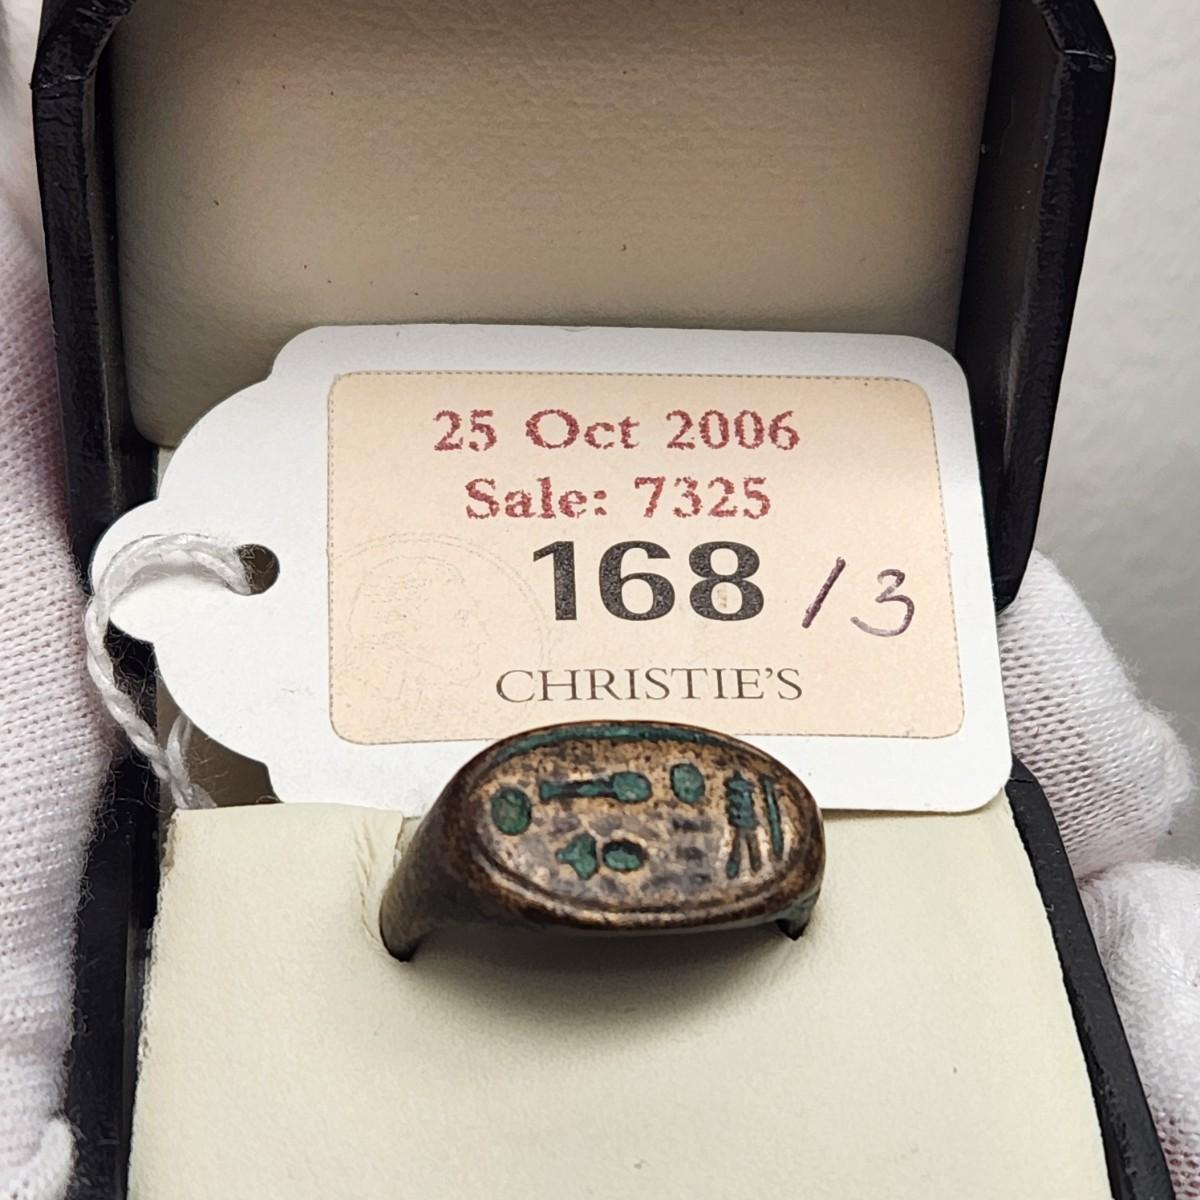 25 Oct 2006
Sale: 7325
168 / 3
CHRISTIE'S